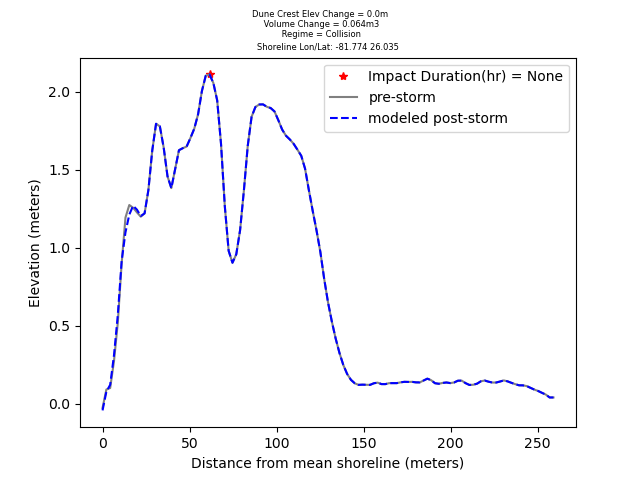 Dune Crest Elev Change = 0.0m
Volume Change = 0.064m3
Regime = Collision
Shoreline Lon/Lat: -81.774 26.035
Impact Duration(hr) = None
pre-storm
modeled post-storm
Elevation (meters)
2.0
1.5
1.0
0.5
0.0
0 50 100 150 200 250
Distance from mean shoreline (meters)